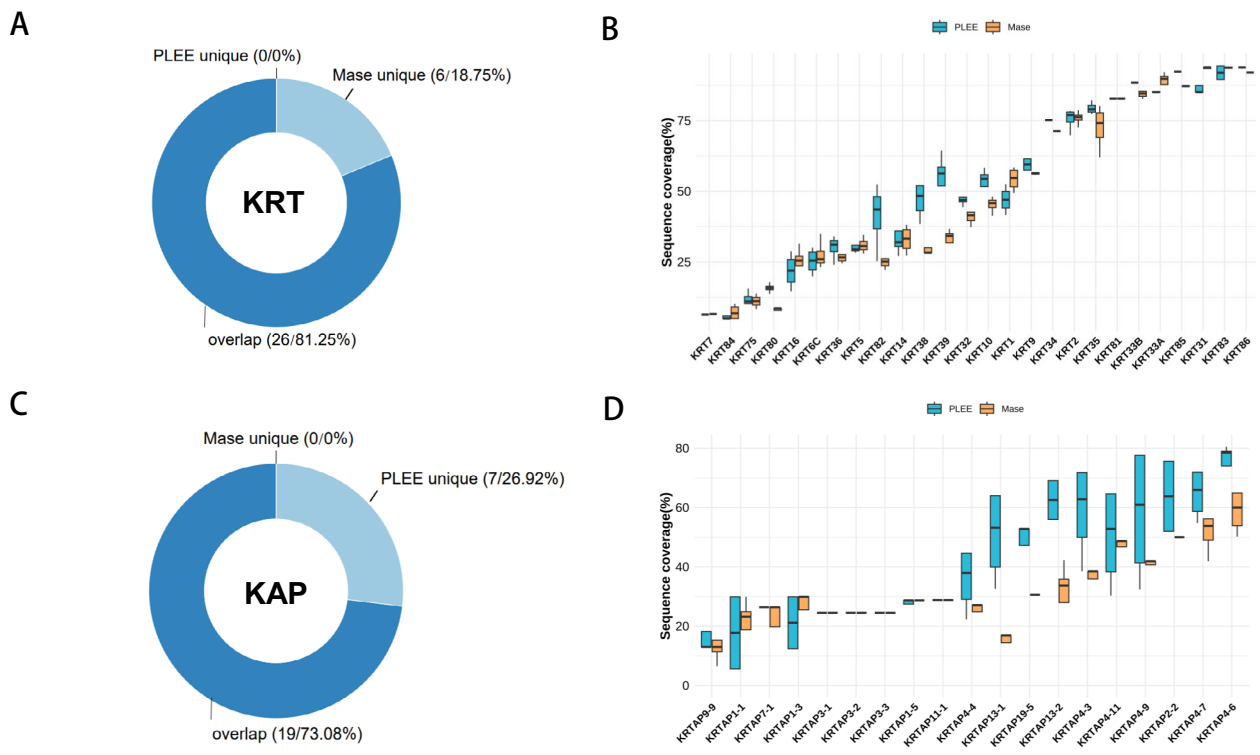 A
PLEE unique (0/0%)
Mase unique (6/18.75%)
KRT
overlap (26/81.25%)
B
PLEE Mase
Sequence coverage(%)
75
50
25
KRT7 KRT84 KRT75 KRT80 KRT16 KRT6C KRT36 KRT5 KRT82 KRT14 KRT38 KRT39 KRT32 KRT10 KRT1 KRT9 KRT34 KRT2 KRT35 KRT81 KRT33B KRT33A KRT85 KRT31 KRT83 KRT86
C
Mase unique (0/0%)
PLEE unique (7/26.92%)
KAP
overlap (19/73.08%)
D
PLEE Mase
Sequence coverage(%)
80
60
40
20
0
KRTAP9-9 KRTAP1-1 KRTAP7-1 KRTAP1-3 KRTAP3-1 KRTAP3-2 KRTAP3-3 KRTAP1-5 KRTAP11-1 KRTAP4-4 KRTAP13-1 KRTAP19-5 KRTAP13-2 KRTAP4-3 KRTAP4-11 KRTAP4-9 KRTAP2-2 KRTAP4-7 KRTAP4-6